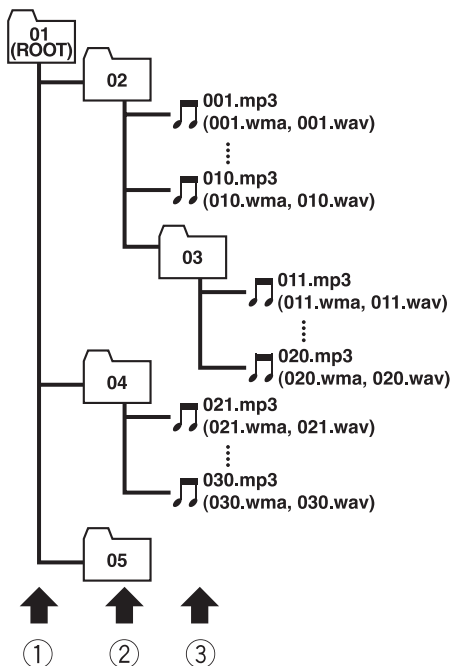 01
(ROOT)
02
001.mp3
(001.wma, 001.wav)
010.mp3
(010.wma, 010.wav)
03
011.mp3
(011.wma, 011.wav)
020.mp3
(020.wma, 020.wav)
04
021.mp3
(021.wma, 021.wav)
030.mp3
(030.wma, 030.wav)
05
① ② ③